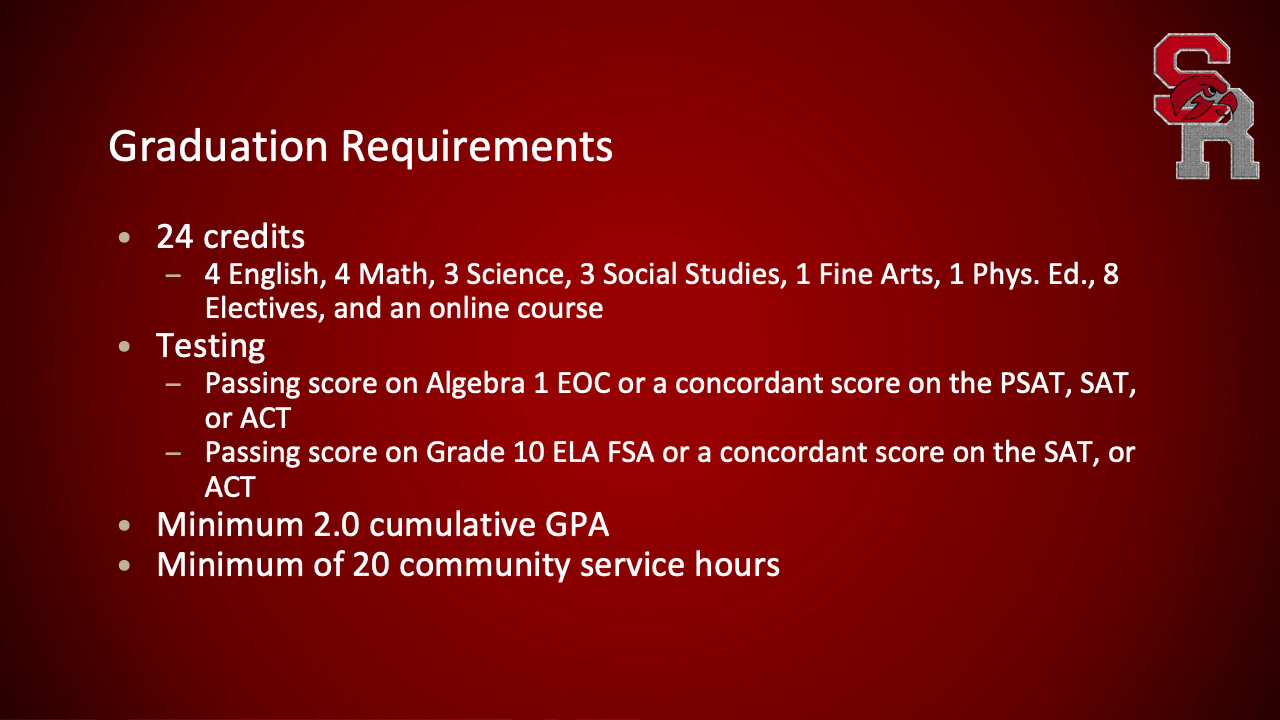 SR
Graduation Requirements
• 24 credits
– 4 English, 4 Math, 3 Science, 3 Social Studies, 1 Fine Arts, 1 Phys. Ed., 8
Electives, and an online course
• Testing
– Passing score on Algebra 1 EOC or a concordant score on the PSAT, SAT,
or ACT
– Passing score on Grade 10 ELA FSA or a concordant score on the SAT, or
ACT
• Minimum 2.0 cumulative GPA
• Minimum of 20 community service hours